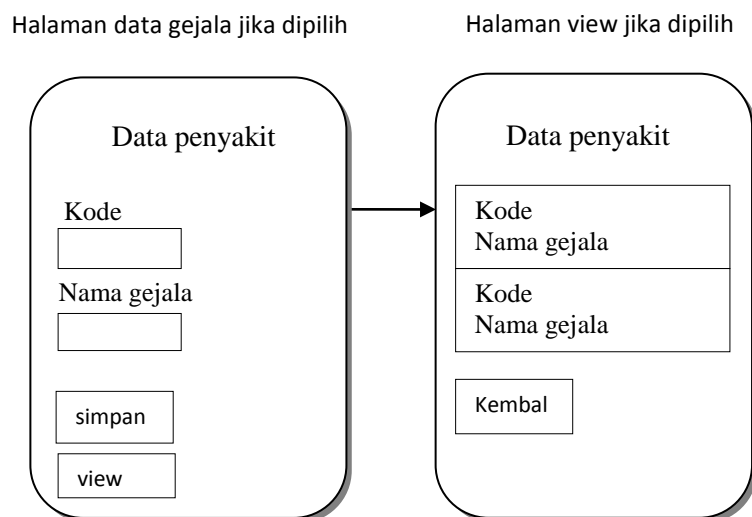 Halaman data gejala jika dipilih
Halaman view jika dipilih
Data penyakit
Kode
Nama gejala
simpan
view
Data penyakit
Kode
Nama gejala
Kode
Nama gejala
Kembal